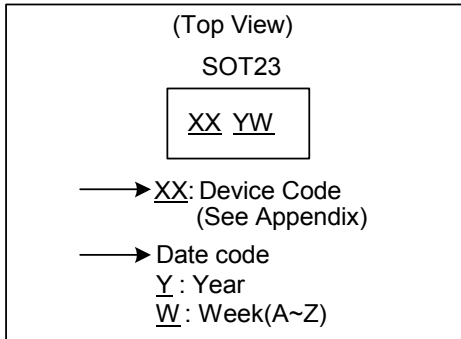 (Top View)
SOT23
XX YW
XX: Device Code
(See Appendix)
Date code
Y : Year
W : Week(A~Z)